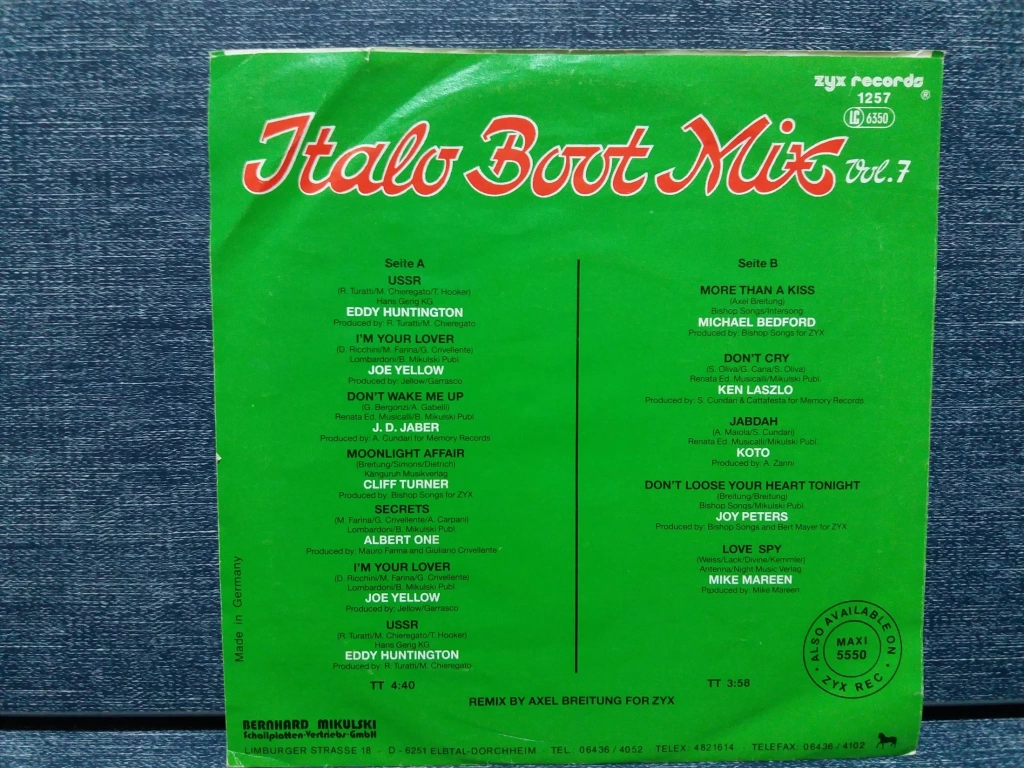 zyx records
®
1257
LC 6350
Italo Boot Mix Vol. 7
Seite A
USSR
(R. Turatti/M. Chieregato/T. Hooker)
Hans Gerig KG
EDDY HUNTINGTON
Produced by: R. Turatti/M. Chieregato
I'M YOUR LOVER
(D. Ricchini/M. Farina/G. Crivellente)
Lombardoni/B. Mikulski Publ.
JOE YELLOW
Produced by: Jellow/Garrasco
DON'T WAKE ME UP
(G. Bergonzi/A. Gabelli)
Renata Ed. Musicalli/B. Mikulski Publ.
J. D. JABER
Produced by: A. Cundari for Memory Records
MOONLIGHT AFFAIR
(Breitung/Simons/Dietrich)
Känguruh Musikverlag
CLIFF TURNER
Produced by: Bishop Songs for ZYX
SECRETS
(M. Farina/G. Crivellente/A. Carpani)
Lombardoni/B. Mikulski Publ.
ALBERT ONE
Produced by: Mauro Farina and Giuliano Crivellente
I'M YOUR LOVER
(D. Ricchini/M. Farina/G. Crivellente)
Lombardoni/B. Mikulski Publ.
JOE YELLOW
Produced by: Jellow/Garrasco
USSR
(R. Turatti/M. Chieregato/T. Hooker)
Hans Gerig KG
EDDY HUNTINGTON
Produced by: R. Turatti/M. Chieregato
TT 4:40
Seite B
MORE THAN A KISS
(Axel Breitung)
Bishop Songs/Intersong
MICHAEL BEDFORD
Produced by: Bishop Songs for ZYX
DON'T CRY
(S. Oliva/G. Caria/S. Oliva)
Renata Ed. Musicalli/Mikulski Publ.
KEN LASZLO
Produced by: S. Cundari & Cattafesta for Memory Records
JABDAH
(A. Maiola/S. Cundari)
Renata Ed. Musicalli/Mikulski Publ.
KOTO
Produced by: A. Zanni
DON'T LOOSE YOUR HEART TONIGHT
(Breitung/Breitung)
Bishop Songs/Mikulski Publ.
JOY PETERS
Produced by: Bishop Songs and Bert Mayer for ZYX
LOVE SPY
(Weiss/Lack/Divine/Kemmler)
Antenna/Night Music Verlag
MIKE MAREEN
Produced by: Mike Mareen
TT 3:58
ALSO AVAILABLE ON
MAXI
5550
ZYX REC
Made in Germany
REMIX BY AXEL BREITUNG FOR ZYX
BERNHARD MIKULSKI
Schallplatten-Vertriebs-GmbH
LIMBURGER STRASSE 18 · D-6251 ELBTAL-DORCHHEIM · TEL.: 06436/4052 TELEX: 4821614 TELEFAX: 06436/4102